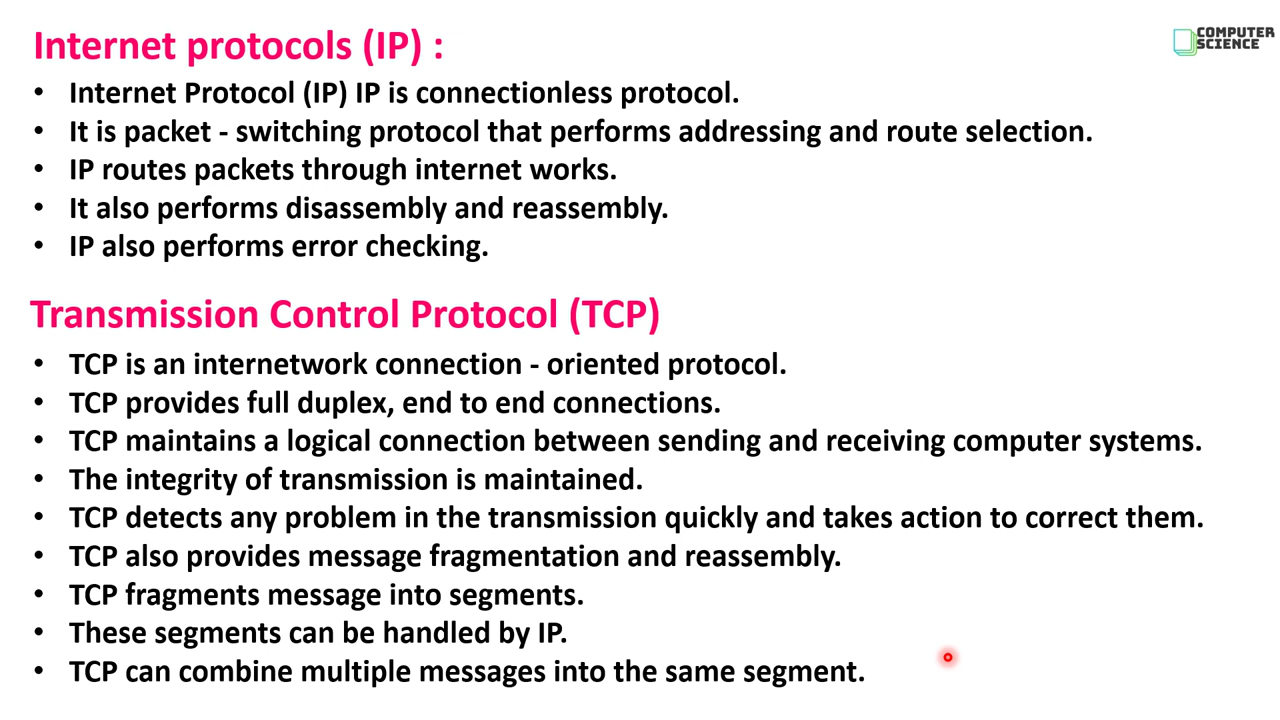 Internet protocols (IP) :
COMPUTER
SCIENCE
• Internet Protocol (IP) IP is connectionless protocol.
• It is packet - switching protocol that performs addressing and route selection.
• IP routes packets through internet works.
• It also performs disassembly and reassembly.
• IP also performs error checking.
Transmission Control Protocol (TCP)
• TCP is an internetwork connection - oriented protocol.
• TCP provides full duplex, end to end connections.
• TCP maintains a logical connection between sending and receiving computer systems.
• The integrity of transmission is maintained.
• TCP detects any problem in the transmission quickly and takes action to correct them.
• TCP also provides message fragmentation and reassembly.
• TCP fragments message into segments.
• These segments can be handled by IP.
• TCP can combine multiple messages into the same segment.